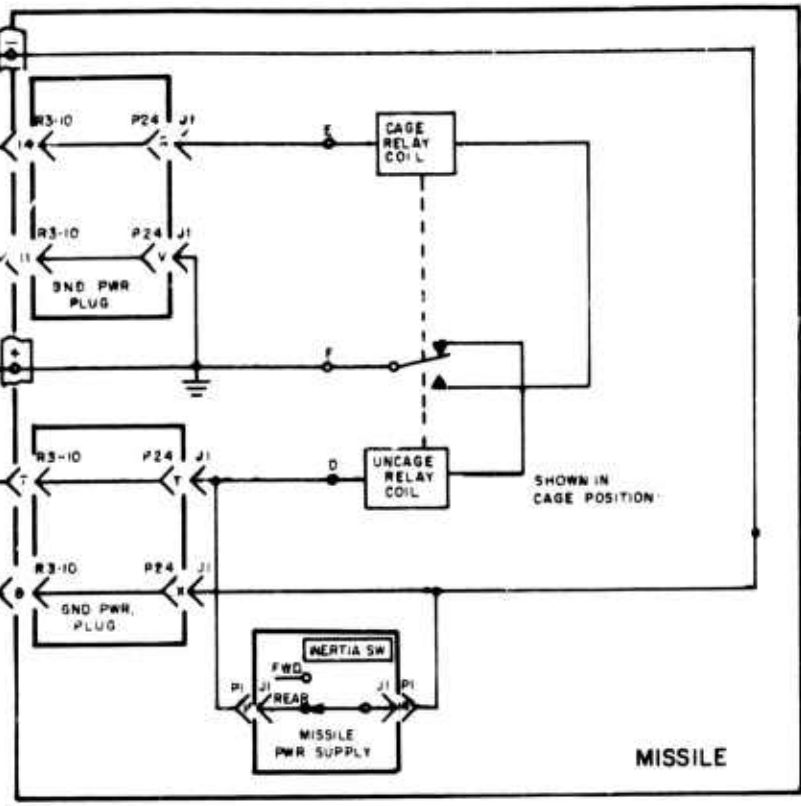 −
R3-10 P24 J1
14
E
CAGE
RELAY
COIL
R3-10 P24 J1
11 V
GND PWR
PLUG
+
F
R3-10 P24 J1
T
D
UNCAGE
RELAY
COIL
SHOWN IN
CAGE POSITION
R3-10 P24 J1
GND PWR.
PLUG
INERTIA SW
FWD
P1 J1 REAR J1 P1
MISSILE
PWR SUPPLY
MISSILE